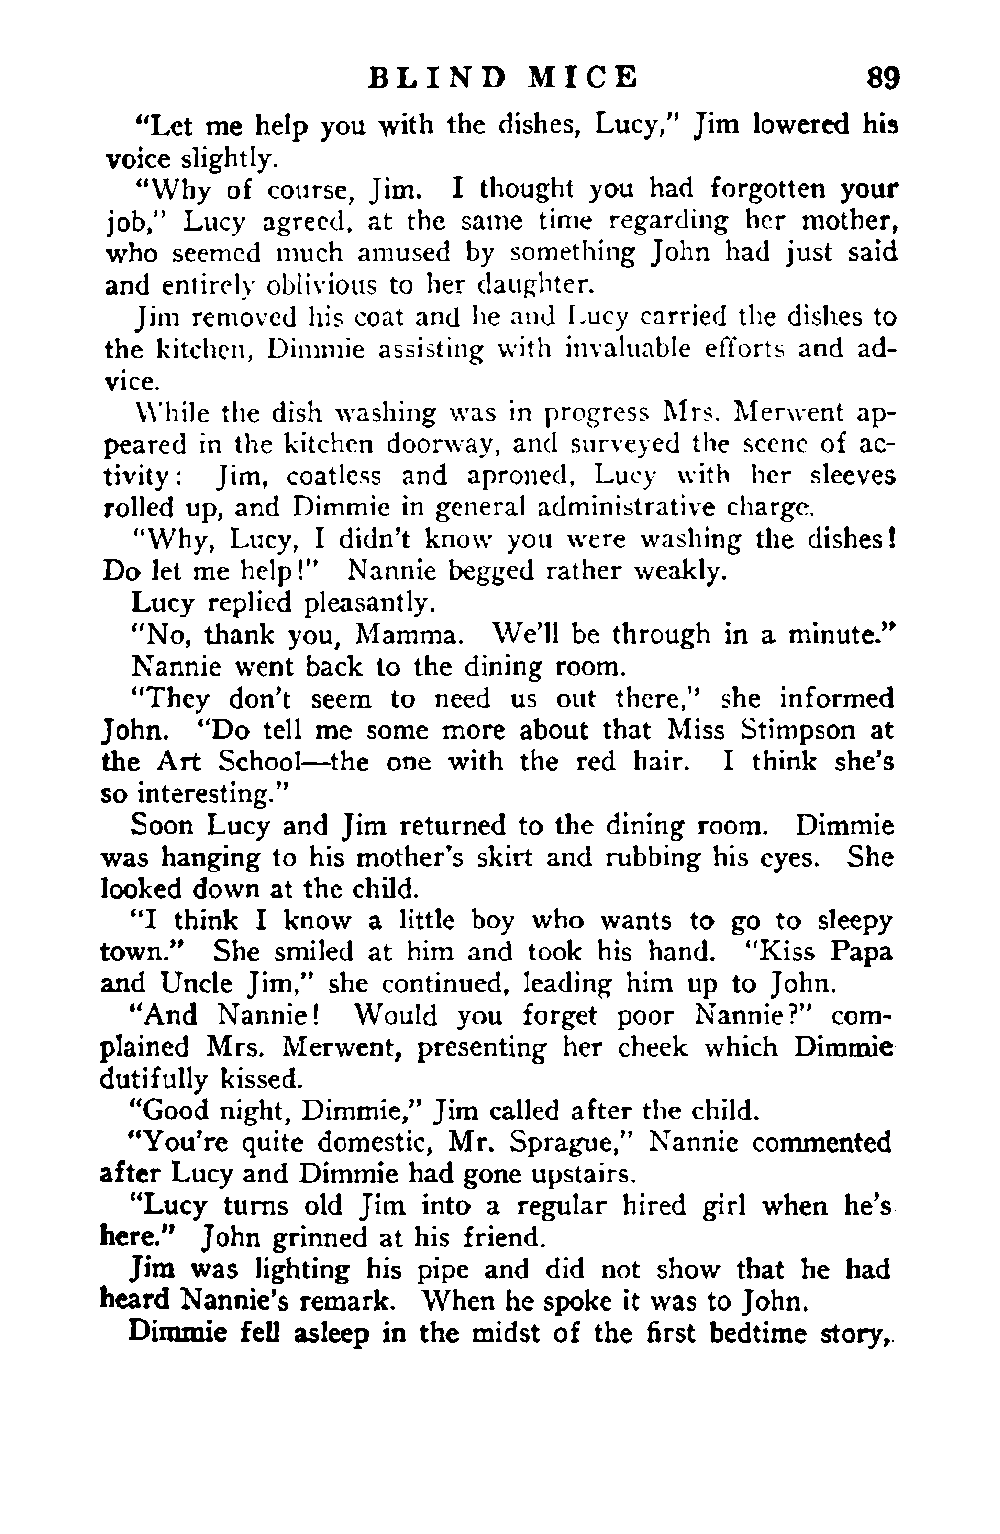 BLIND MICE 89
“Let me help you with the dishes, Lucy,” Jim lowered his
voice slightly.
“Why of course, Jim. I thought you had forgotten your
job,” Lucy agreed, at the same time regarding her mother,
who seemed much amused by something John had just said
and entirely oblivious to her daughter.
Jim removed his coat and he and Lucy carried the dishes to
the kitchen, Dimmie assisting with invaluable efforts and ad-
vice.
While the dish washing was in progress Mrs. Merwent ap-
peared in the kitchen doorway, and surveyed the scene of ac-
tivity: Jim, coatless and aproned, Lucy with her sleeves
rolled up, and Dimmie in general administrative charge.
“Why, Lucy, I didn’t know you were washing the dishes!
Do let me help!” Nannie begged rather weakly.
Lucy replied pleasantly.
“No, thank you, Mamma. We’ll be through in a minute.”
Nannie went back to the dining room.
“They don’t seem to need us out there,” she informed
John. “Do tell me some more about that Miss Stimpson at
the Art School—the one with the red hair. I think she’s
so interesting.”
Soon Lucy and Jim returned to the dining room. Dimmie
was hanging to his mother’s skirt and rubbing his eyes. She
looked down at the child.
“I think I know a little boy who wants to go to sleepy
town.” She smiled at him and took his hand. “Kiss Papa
and Uncle Jim,” she continued, leading him up to John.
“And Nannie! Would you forget poor Nannie?” com-
plained Mrs. Merwent, presenting her cheek which Dimmie
dutifully kissed.
“Good night, Dimmie,” Jim called after the child.
“You’re quite domestic, Mr. Sprague,” Nannie commented
after Lucy and Dimmie had gone upstairs.
“Lucy turns old Jim into a regular hired girl when he’s
here.” John grinned at his friend.
Jim was lighting his pipe and did not show that he had
heard Nannie’s remark. When he spoke it was to John.
Dimmie fell asleep in the midst of the first bedtime story,